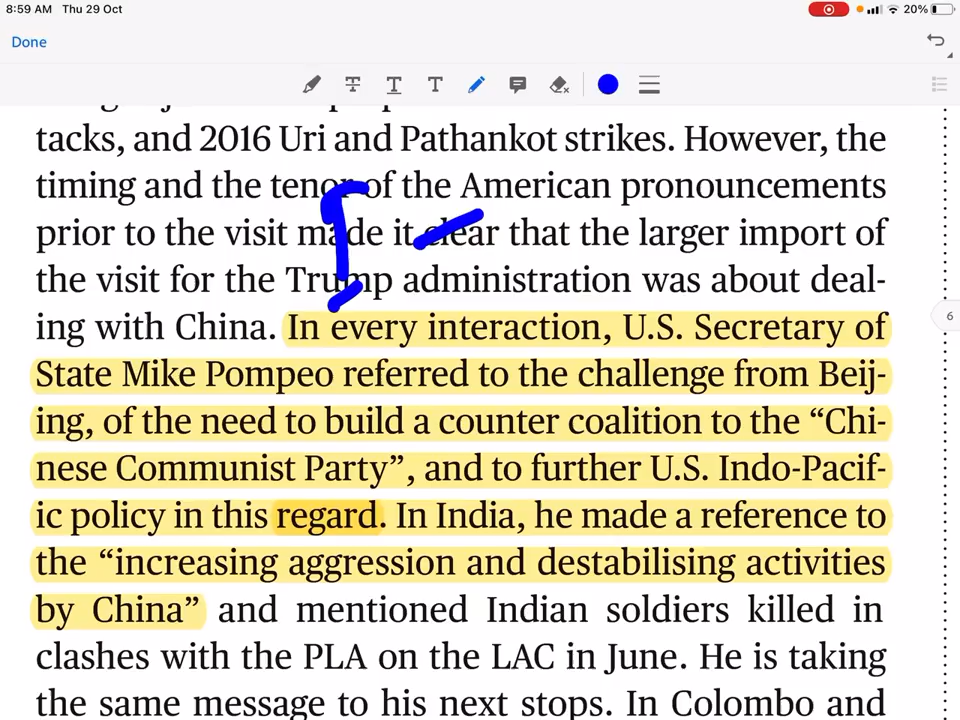 8:59 AM Thu 29 Oct 20%
Done
tacks, and 2016 Uri and Pathankot strikes. However, the
timing and the tenor of the American pronouncements
prior to the visit made it clear that the larger import of
the visit for the Trump administration was about deal-
ing with China. In every interaction, U.S. Secretary of
State Mike Pompeo referred to the challenge from Beij-
ing, of the need to build a counter coalition to the “Chi-
nese Communist Party”, and to further U.S. Indo-Pacif-
ic policy in this regard. In India, he made a reference to
the “increasing aggression and destabilising activities
by China” and mentioned Indian soldiers killed in
clashes with the PLA on the LAC in June. He is taking
the same message to his next stops. In Colombo and
6